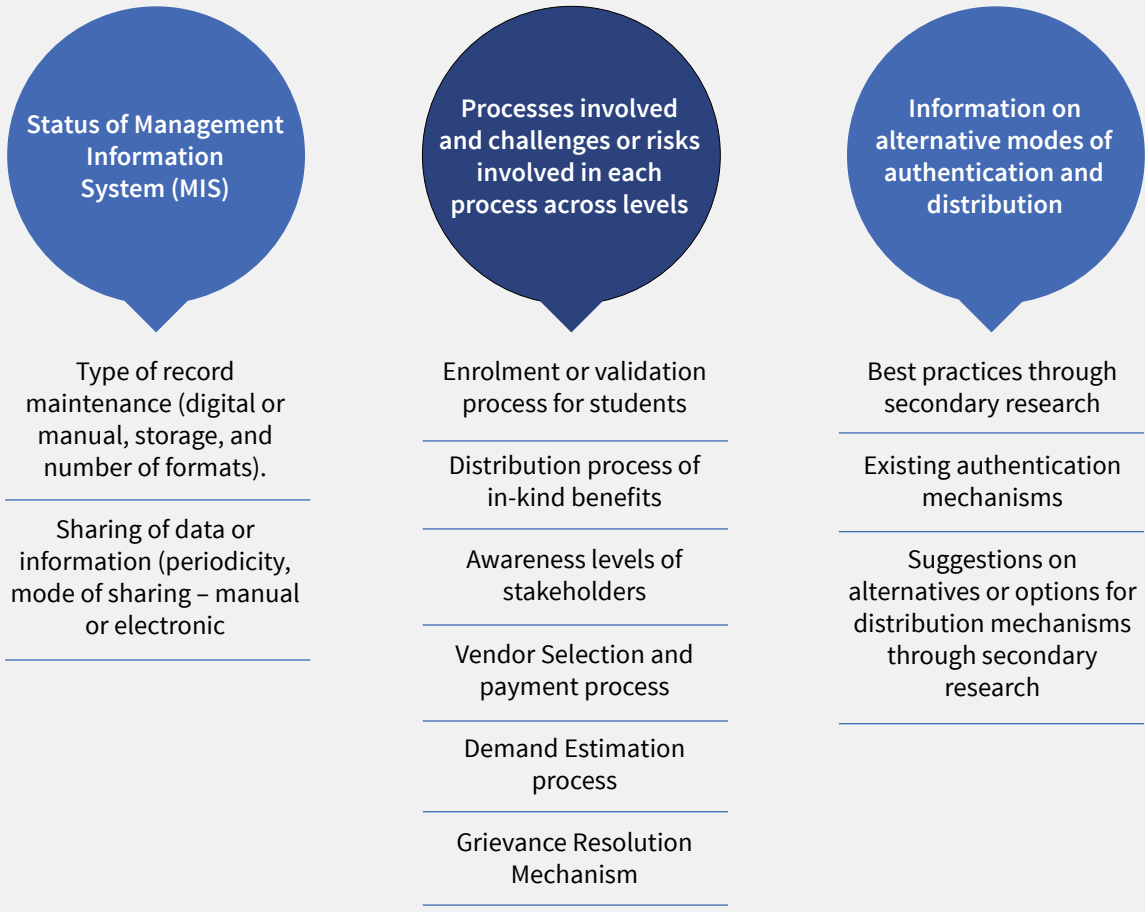 Status of Management
Information
System (MIS)
Type of record
maintenance (digital or
manual, storage, and
number of formats).
Sharing of data or
information (periodicity,
mode of sharing – manual
or electronic
Processes involved
and challenges or risks
involved in each
process across levels
Enrolment or validation
process for students
Distribution process of
in-kind benefits
Awareness levels of
stakeholders
Vendor Selection and
payment process
Demand Estimation
process
Grievance Resolution
Mechanism
Information on
alternative modes of
authentication and
distribution
Best practices through
secondary research
Existing authentication
mechanisms
Suggestions on
alternatives or options for
distribution mechanisms
through secondary
research